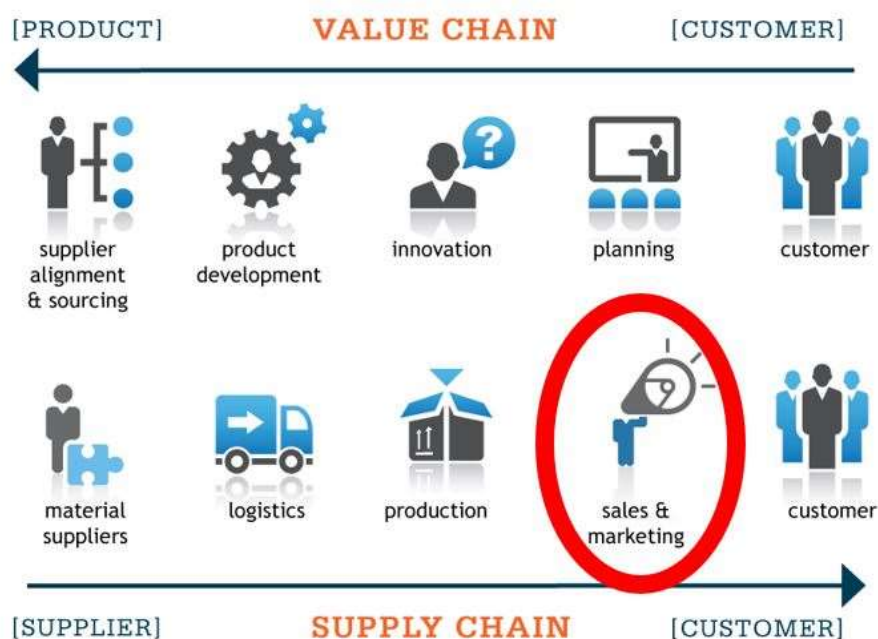 [PRODUCT] VALUE CHAIN [CUSTOMER]
?
supplier alignment & sourcing
product development
innovation
planning
customer
material suppliers
logistics
production
sales & marketing
customer
[SUPPLIER] SUPPLY CHAIN [CUSTOMER]